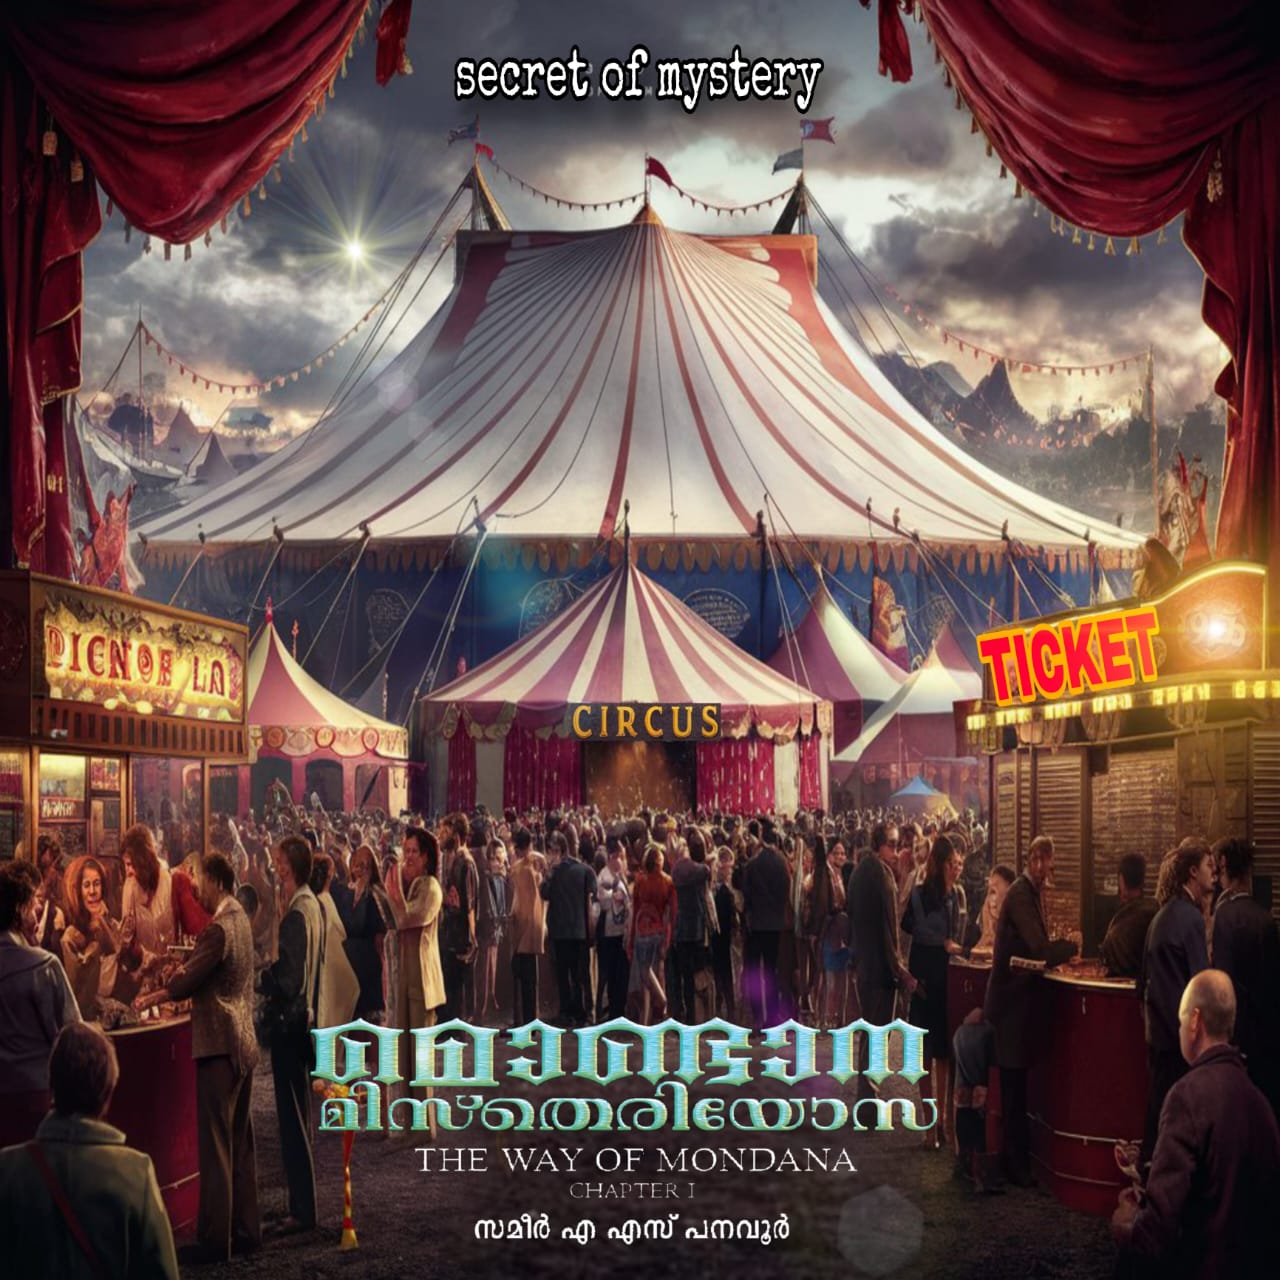 secret of mystery
TICKET
CIRCUS
മൊണ്ടാന
മിസ്തെരിയോസ
THE WAY OF MONDANA
CHAPTER I
സമീർ എ എസ് പനവൂർ